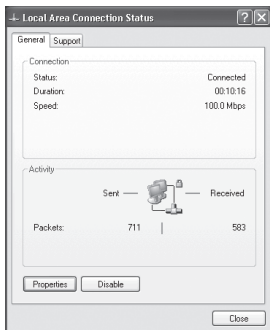 Local Area Connection Status
General Support
Connection
Status: Connected
Duration: 00:10:16
Speed: 100.0 Mbps
Activity
Sent — — Received
Packets: 711 | 583
Properties Disable
Close